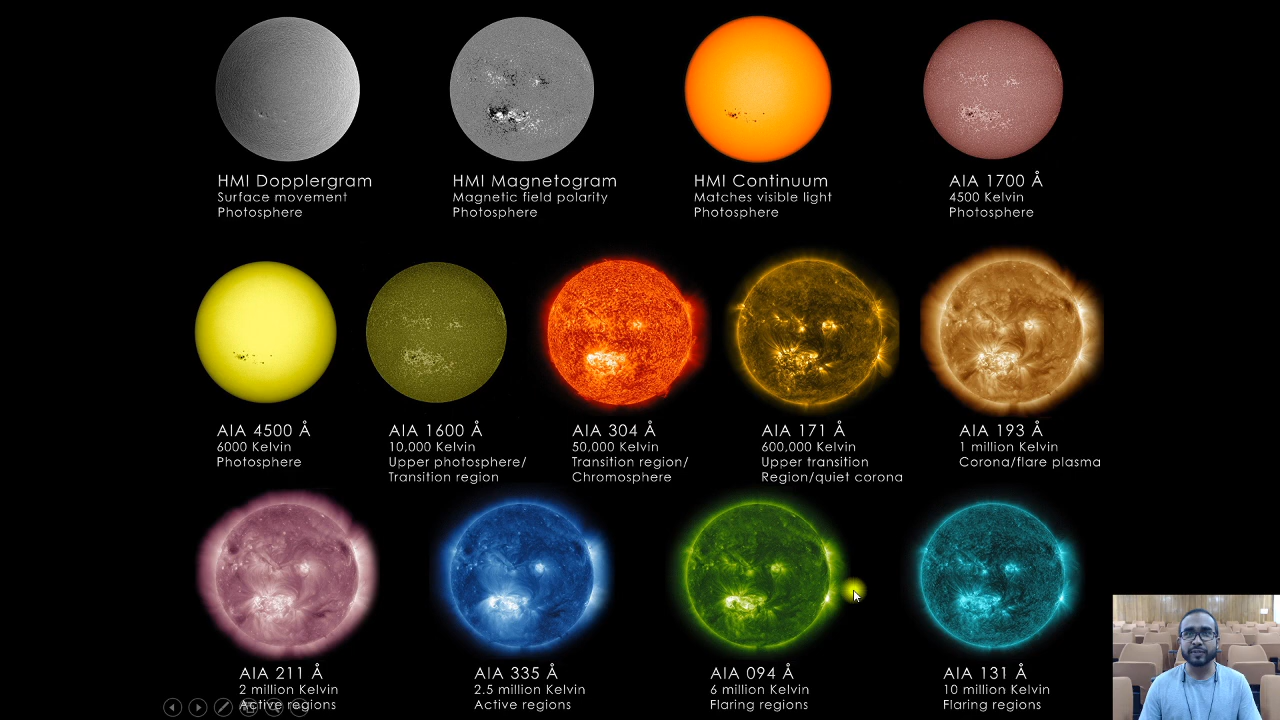 HMI Dopplergram
Surface movement
Photosphere
HMI Magnetogram
Magnetic field polarity
Photosphere
HMI Continuum
Matches visible light
Photosphere
AIA 1700 Å
4500 Kelvin
Photosphere
AIA 4500 Å
6000 Kelvin
Photosphere
AIA 1600 Å
10,000 Kelvin
Upper photosphere/
Transition region
AIA 304 Å
50,000 Kelvin
Transition region/
Chromosphere
AIA 171 Å
600,000 Kelvin
Upper transition
Region/quiet corona
AIA 193 Å
1 million Kelvin
Corona/flare plasma
AIA 211 Å
2 million Kelvin
Active regions
AIA 335 Å
2.5 million Kelvin
Active regions
AIA 094 Å
6 million Kelvin
Flaring regions
AIA 131 Å
10 million Kelvin
Flaring regions